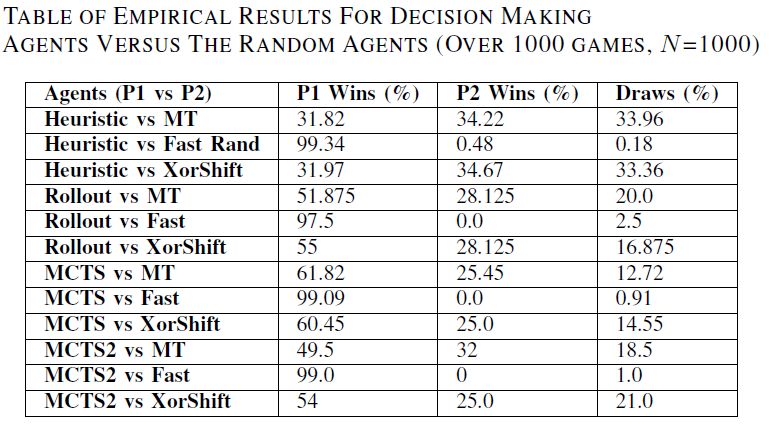 TABLE OF EMPIRICAL RESULTS FOR DECISION MAKING
AGENTS VERSUS THE RANDOM AGENTS (OVER 1000 GAMES, N=1000)
Agents (P1 vs P2) P1 Wins (%) P2 Wins (%) Draws (%)
Heuristic vs MT 31.82 34.22 33.96
Heuristic vs Fast Rand 99.34 0.48 0.18
Heuristic vs XorShift 31.97 34.67 33.36
Rollout vs MT 51.875 28.125 20.0
Rollout vs Fast 97.5 0.0 2.5
Rollout vs XorShift 55 28.125 16.875
MCTS vs MT 61.82 25.45 12.72
MCTS vs Fast 99.09 0.0 0.91
MCTS vs XorShift 60.45 25.0 14.55
MCTS2 vs MT 49.5 32 18.5
MCTS2 vs Fast 99.0 0 1.0
MCTS2 vs XorShift 54 25.0 21.0